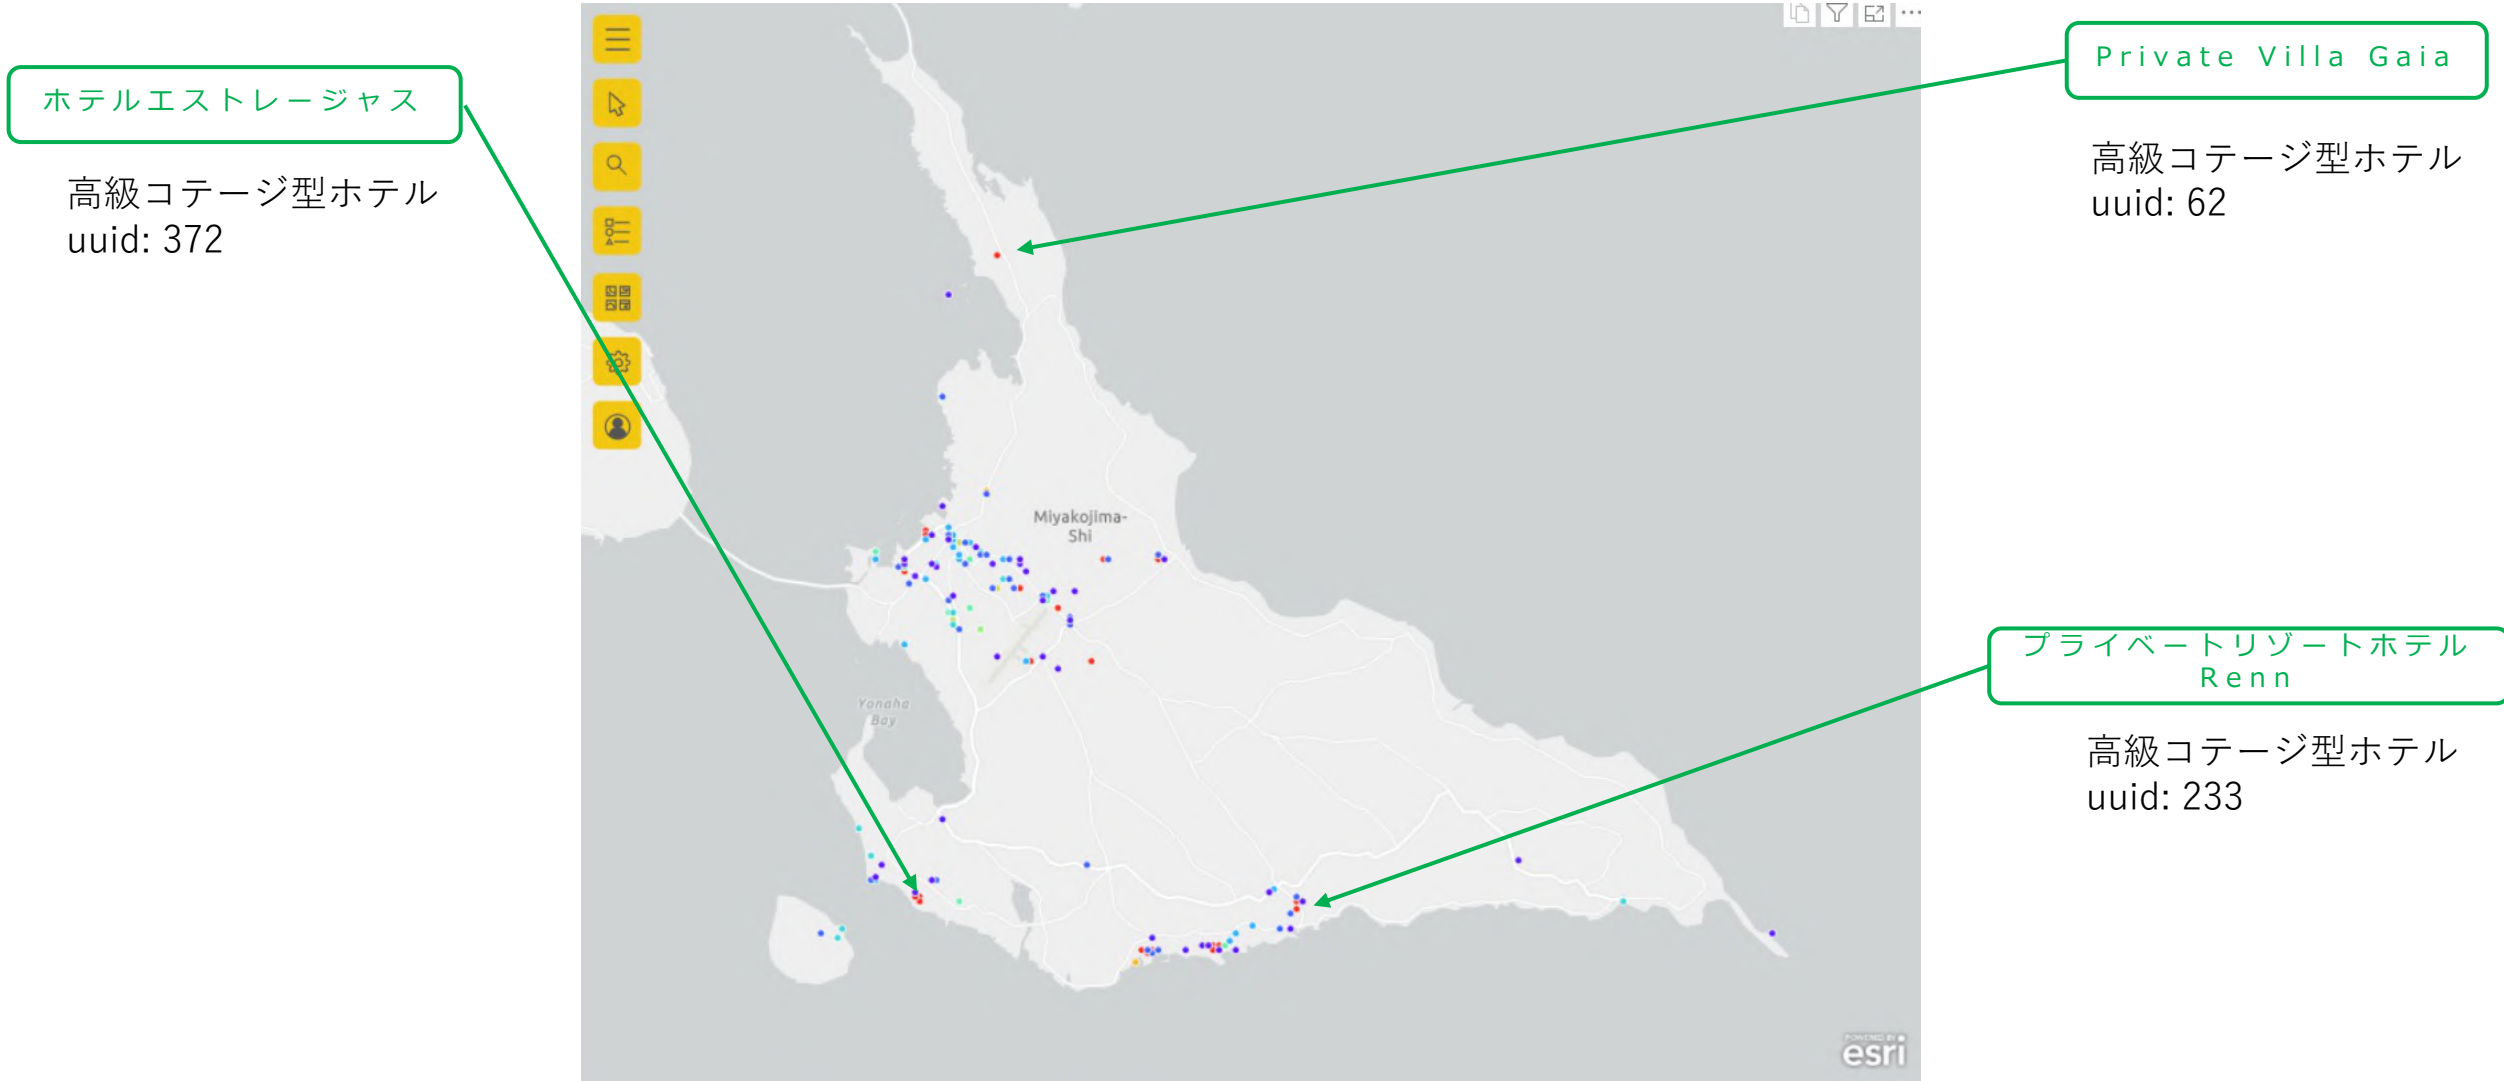 ホテルエストレージャス
高級コテージ型ホテル
uuid: 372
Private Villa Gaia
高級コテージ型ホテル
uuid: 62
Miyakojima-
Shi
Yonaha
Bay
プライベートリゾートホテル
Renn
高級コテージ型ホテル
uuid: 233
POWERED BY
esri